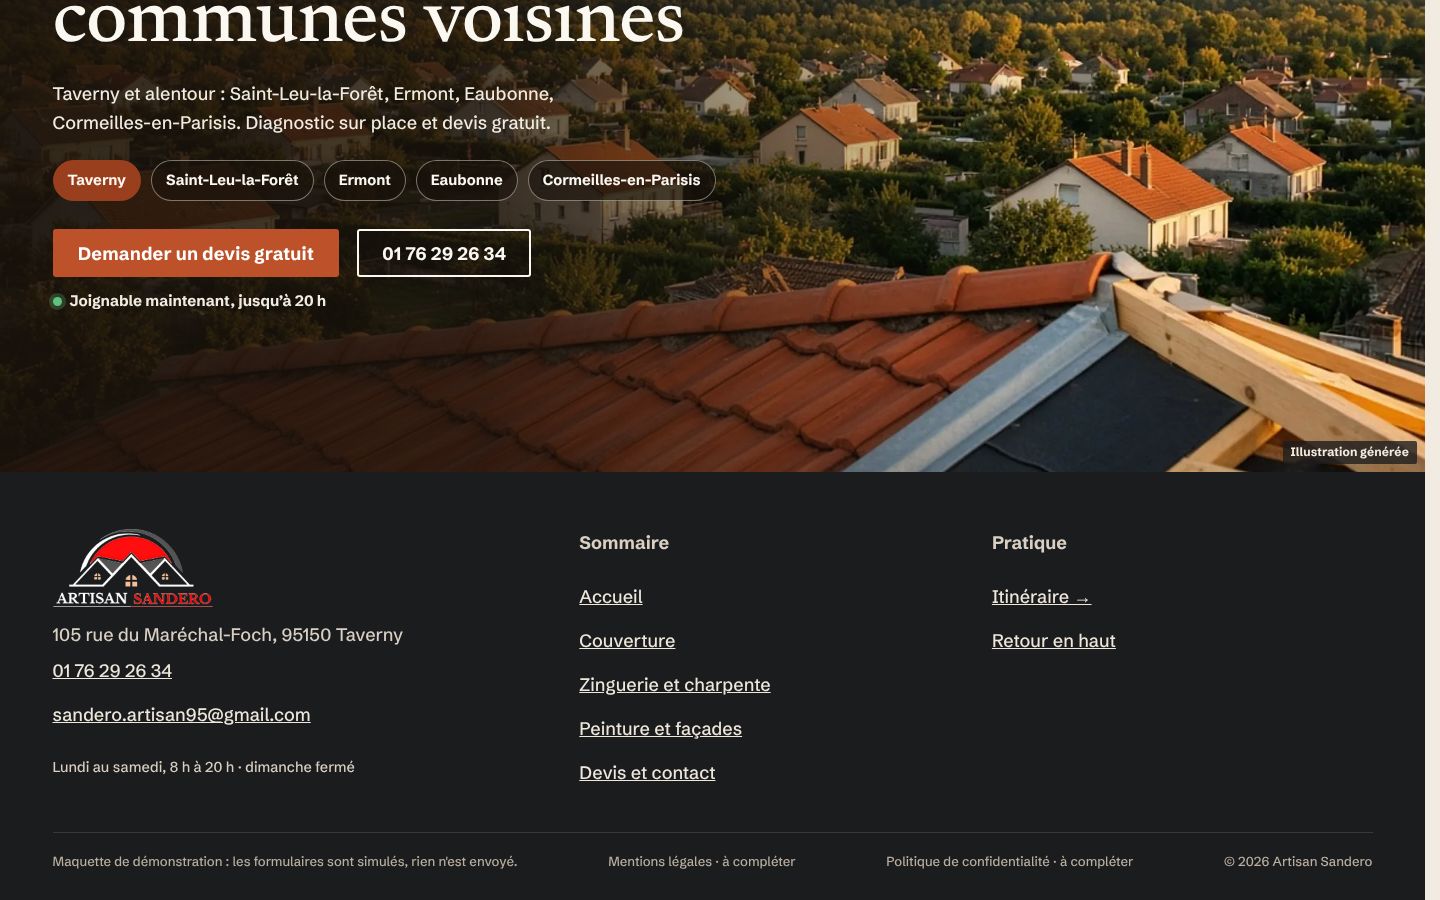 communes voisines
Taverny et alentour : Saint-Leu-la-Forêt, Ermont, Eaubonne,
Cormeilles-en-Parisis. Diagnostic sur place et devis gratuit.
Taverny
Saint-Leu-la-Forêt
Ermont
Eaubonne
Cormeilles-en-Parisis
Demander un devis gratuit
01 76 29 26 34
Joignable maintenant, jusqu’à 20 h
Illustration générée
ARTISAN SANDERO
105 rue du Maréchal-Foch, 95150 Taverny
01 76 29 26 34
sandero.artisan95@gmail.com
Lundi au samedi, 8 h à 20 h · dimanche fermé
Sommaire
Accueil
Couverture
Zinguerie et charpente
Peinture et façades
Devis et contact
Pratique
Itinéraire →
Retour en haut
Maquette de démonstration : les formulaires sont simulés, rien n'est envoyé.
Mentions légales · à compléter
Politique de confidentialité · à compléter
© 2026 Artisan Sandero